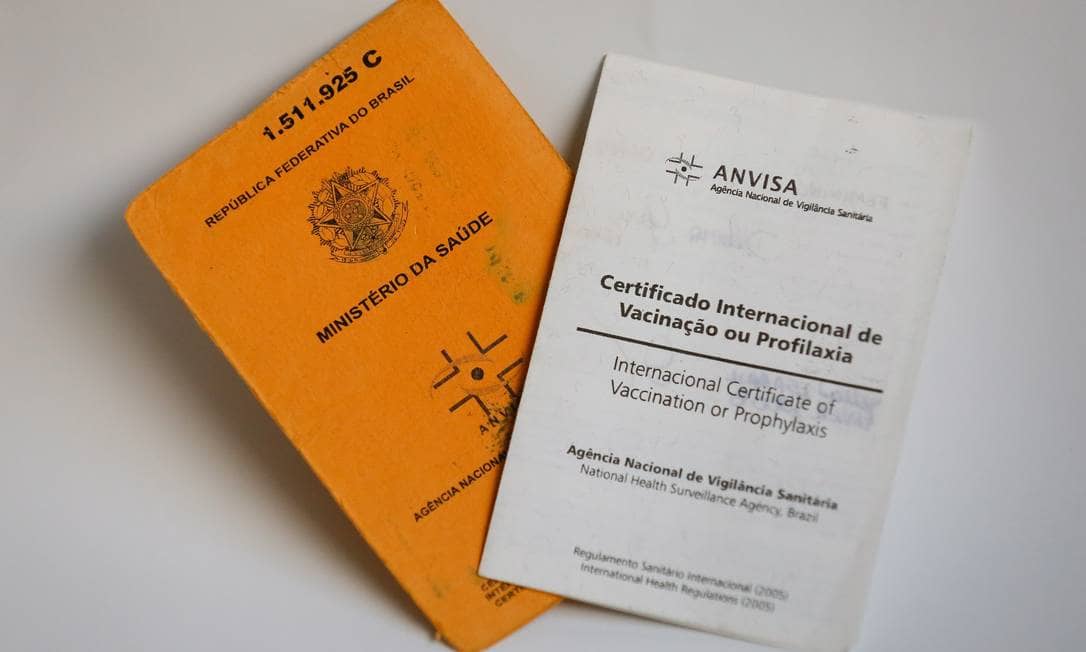 1.511.925 C
REPÚBLICA FEDERATIVA DO BRASIL
MINISTÉRIO DA SAÚDE
AGÊNCIA NACIONAL
ANVISA
Agência Nacional de Vigilância Sanitária
Certificado Internacional de
Vacinação ou Profilaxia
Internacional Certificate of
Vaccination or Prophylaxis
Agência Nacional de Vigilância Sanitária
National Health Surveillance Agency, Brazil
Regulamento Sanitário Internacional (2005)
International Health Regulations (2005)